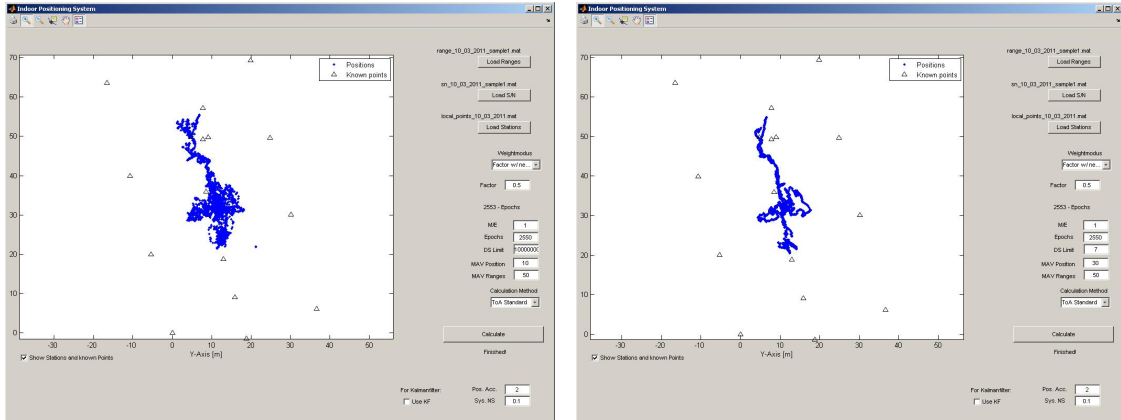 Indoor Positioning System
range_10_03_2011_sample1.mat
Load Ranges
sn_10_03_2011_sample1.mat
Load S/N
local_points_10_03_2011.mat
Load Stations
Weightmodus
Factor w/ ne...
Factor 0.5
2553 - Epochs
M/E 1
Epochs 2550
DS Limit
MAV Position 10
MAV Ranges 50
Calculation Method
ToA Standard
Calculate
Finished!
For Kalmanfilter:
Pos. Acc. 2
Use KF
Sys. NS 0.1
Positions
Known points
70
60
50
40
30
20
10
0
-30 -20 -10 0 10 20 30 40 50
Y-Axis [m]
Show Stations and known Points
Indoor Positioning System
range_10_03_2011_sample1.mat
Load Ranges
sn_10_03_2011_sample1.mat
Load S/N
local_points_10_03_2011.mat
Load Stations
Weightmodus
Factor w/ ne...
Factor 0.5
2553 - Epochs
M/E 1
Epochs 2550
DS Limit 7
MAV Position 30
MAV Ranges 50
Calculation Method
ToA Standard
Calculate
Finished!
For Kalmanfilter:
Pos. Acc. 2
Use KF
Sys. NS 0.1
Positions
Known points
70
60
50
40
30
20
10
0
-30 -20 -10 0 10 20 30 40 50
Y-Axis [m]
Show Stations and known Points